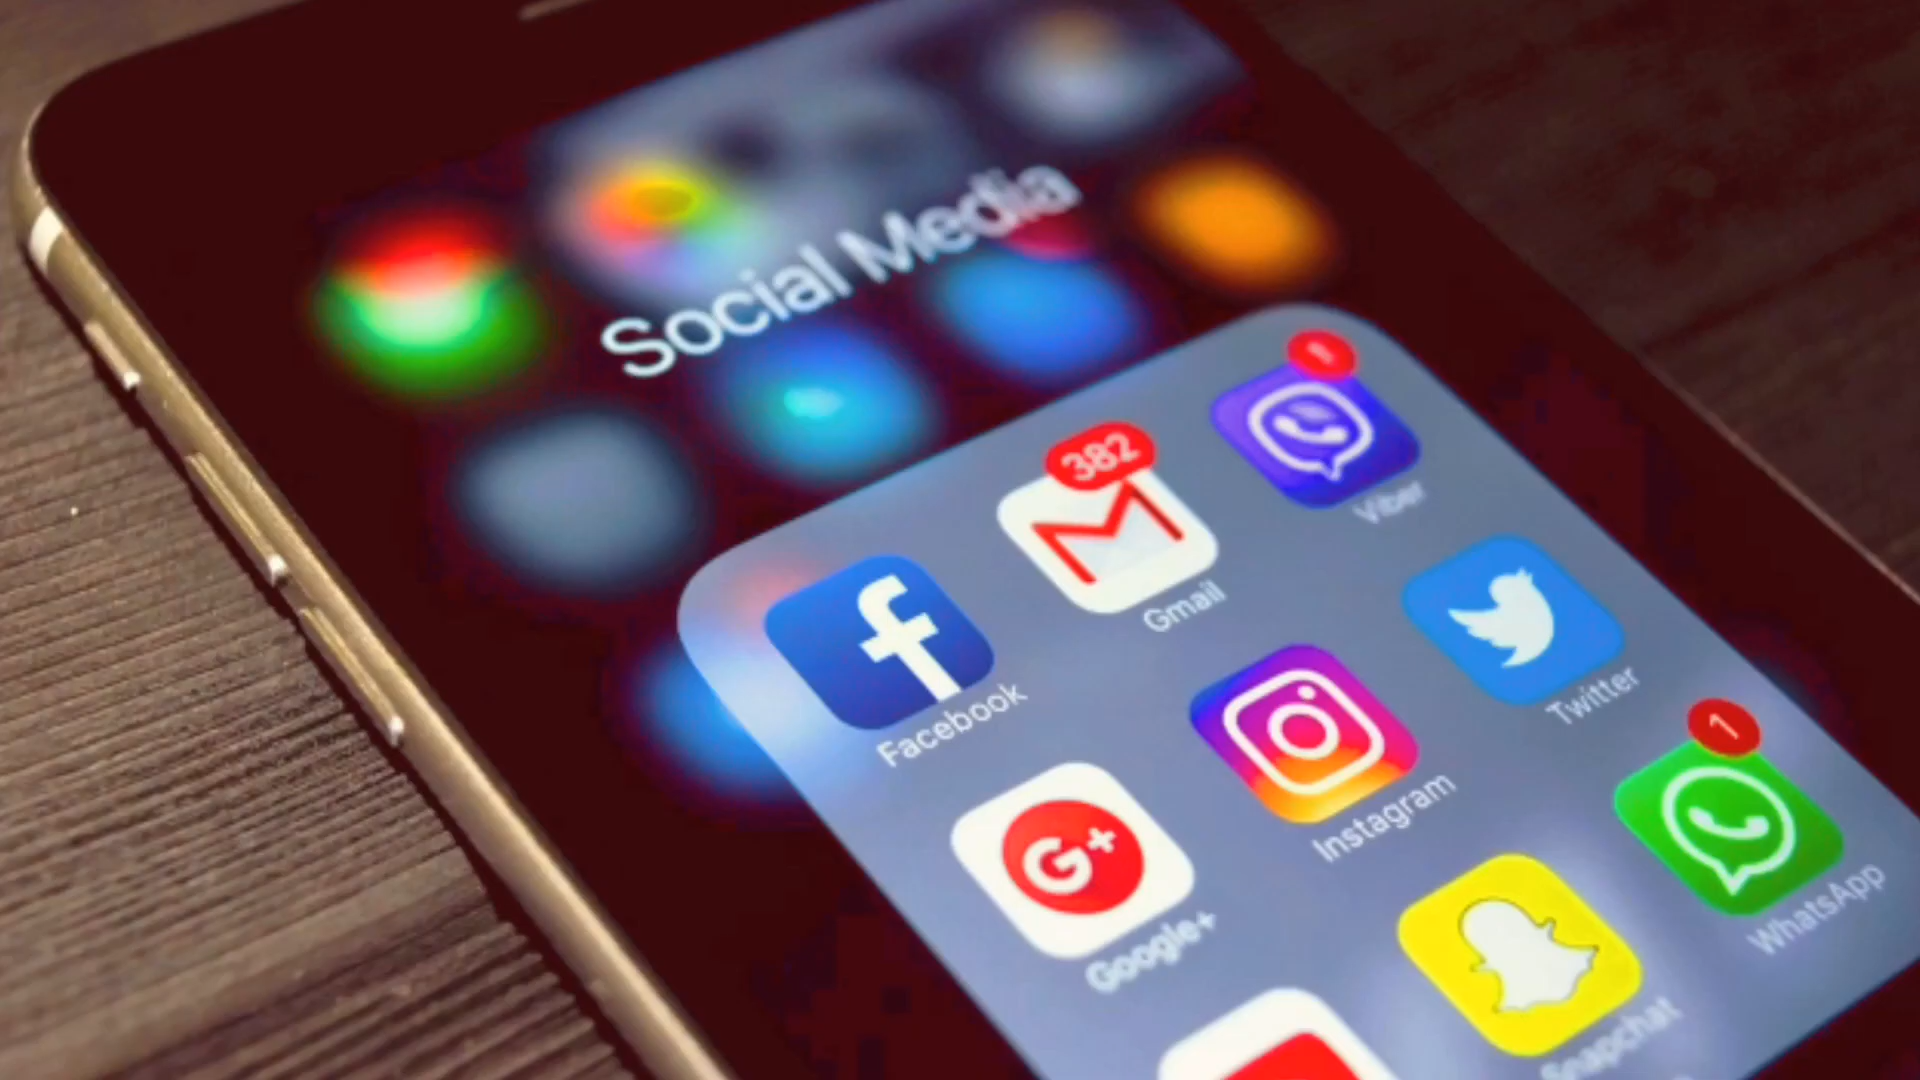 Social Media
382
Facebook
Gmail
Viber
Google+
Instagram
Twitter
1
Snapchat
WhatsApp